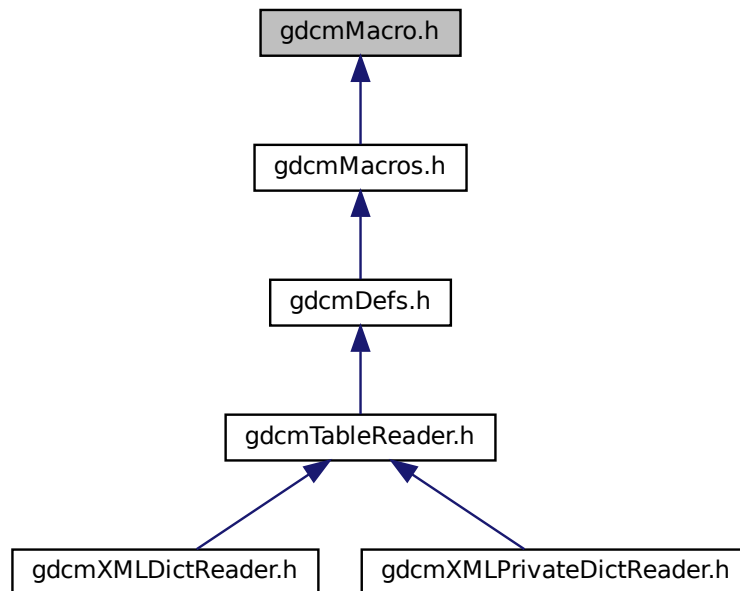 gdcmMacro.h
gdcmMacros.h
gdcmDefs.h
gdcmTableReader.h
gdcmXMLDictReader.h
gdcmXMLPrivateDictReader.h